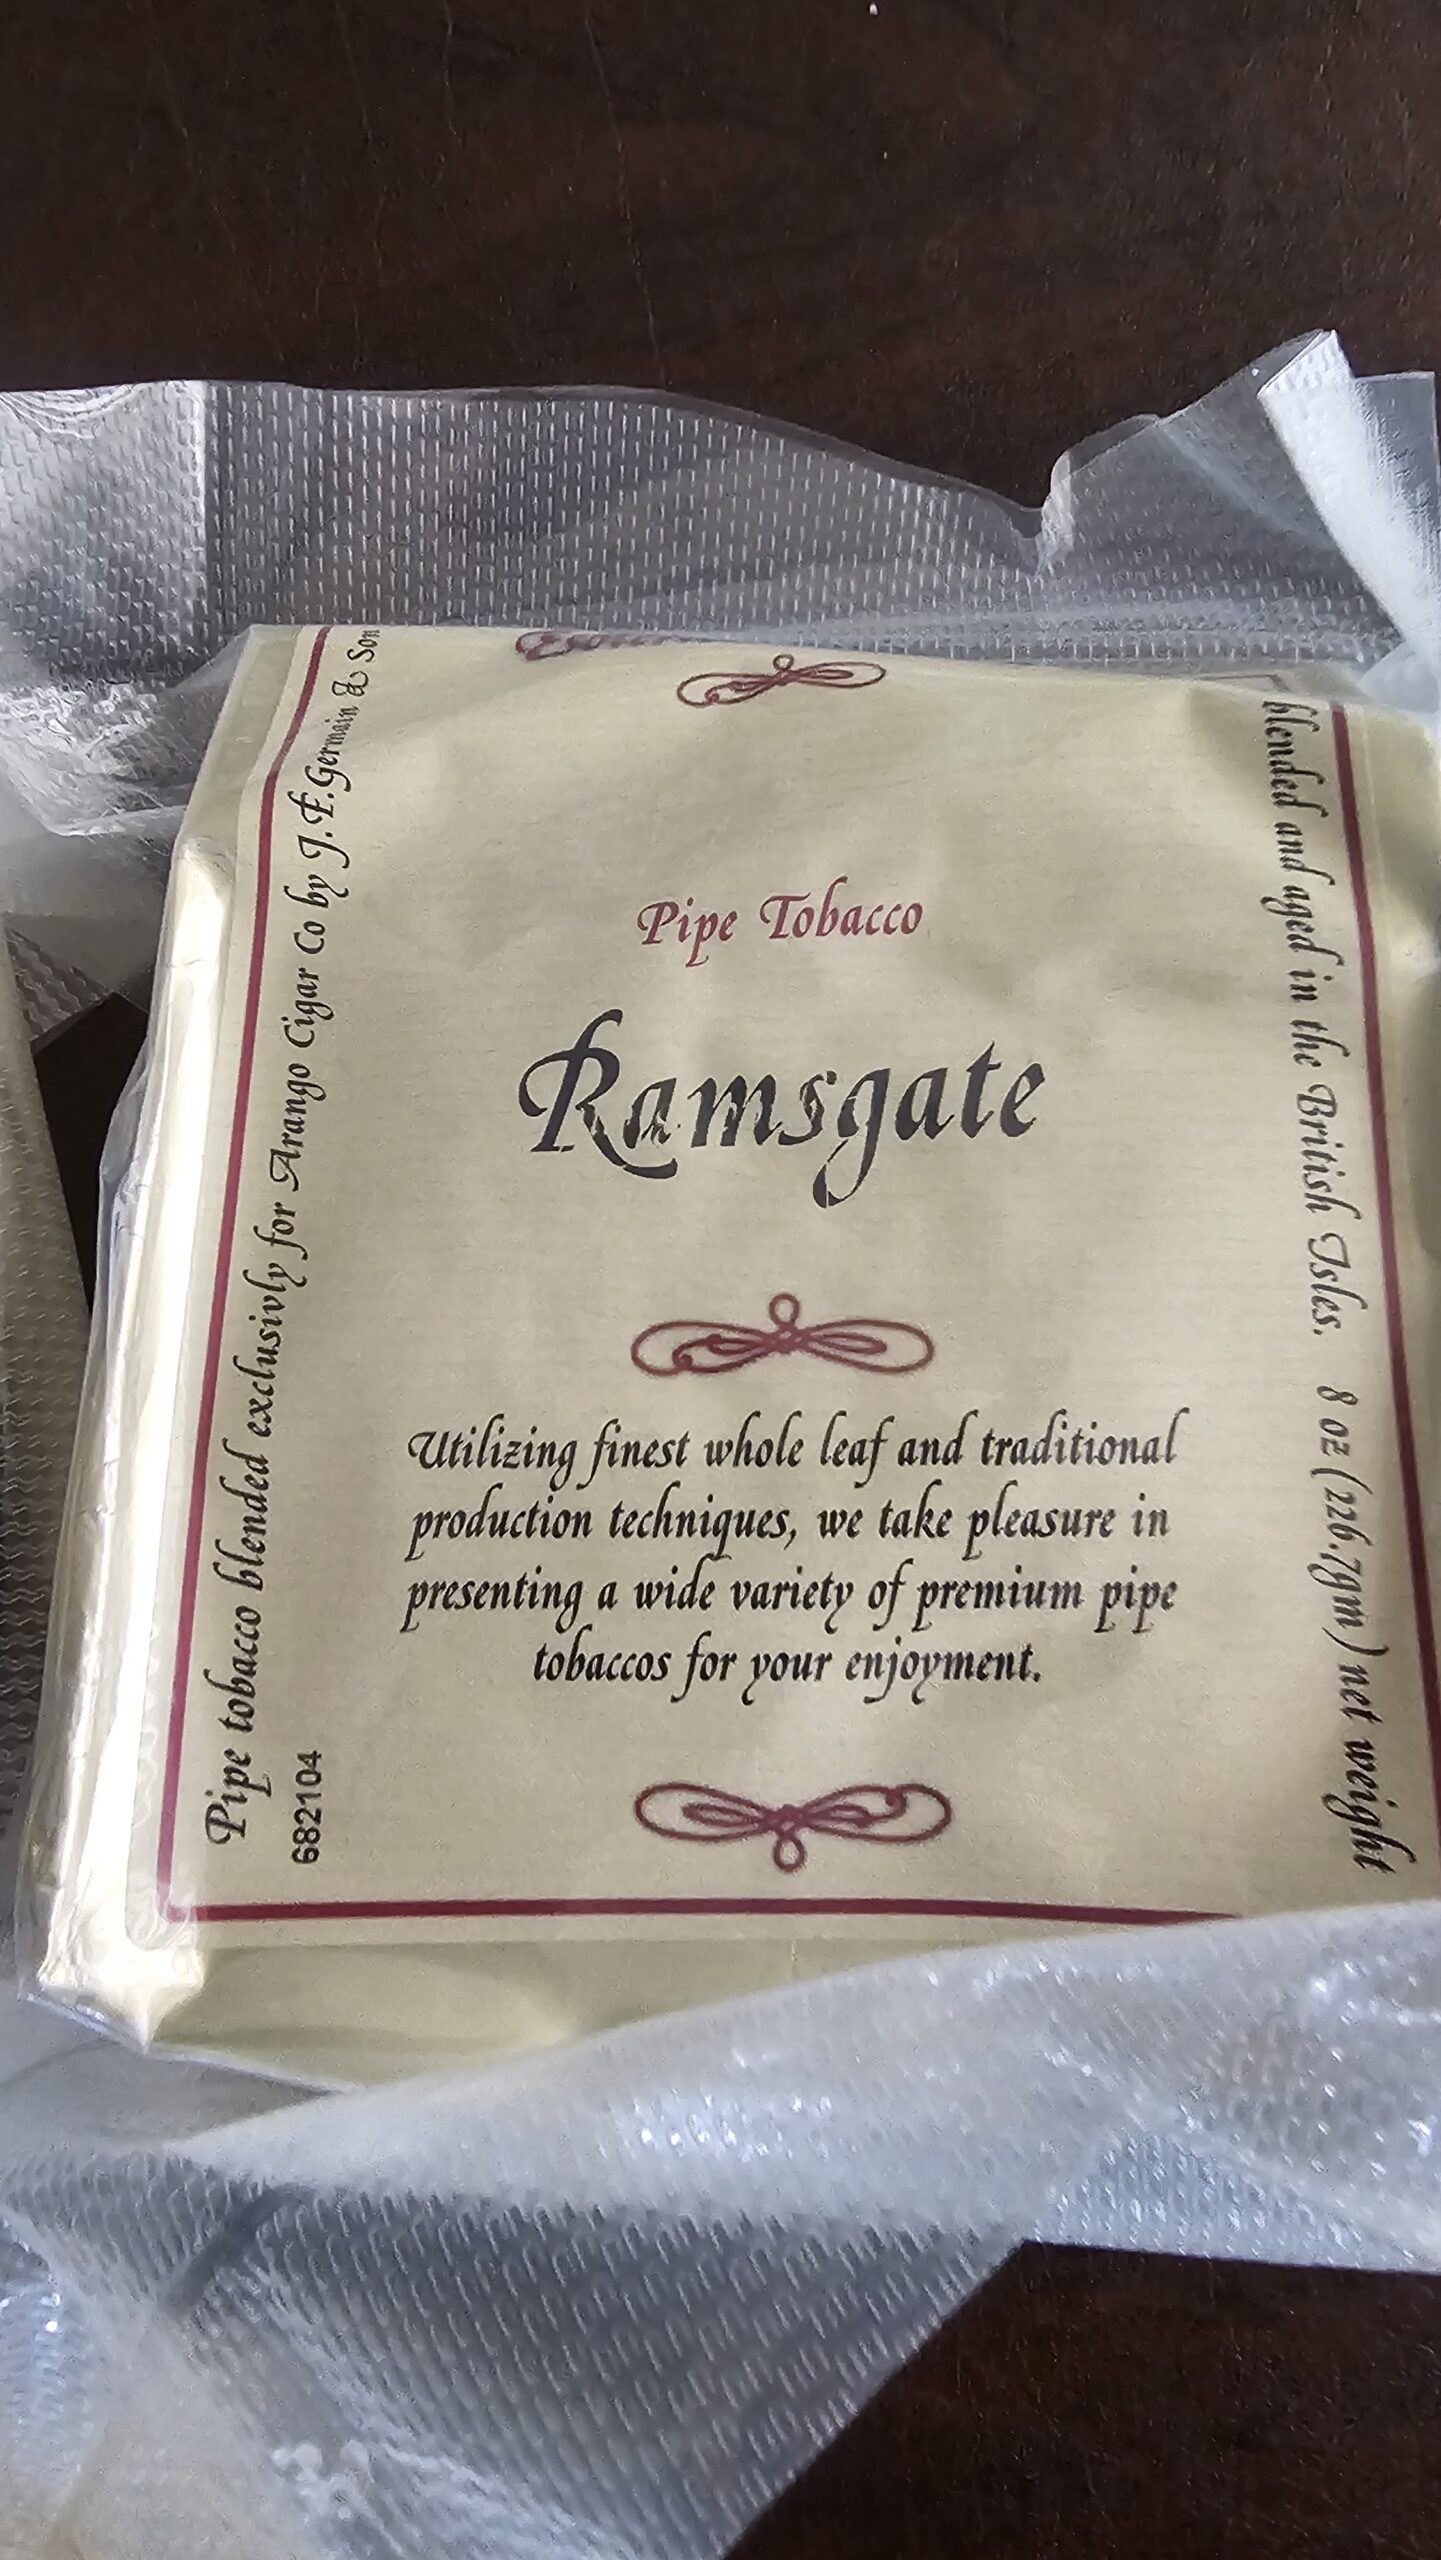 Pipe Tobacco
Ramsgate
Utilizing finest whole leaf and traditional
production techniques, we take pleasure in
presenting a wide variety of premium pipe
tobaccos for your enjoyment.
Pipe tobacco blended exclusivly for Arango Cigar Co by J.E.Germain & Son
682104
blended and aged in the British Isles. 8 oz (226.7gm) net weight